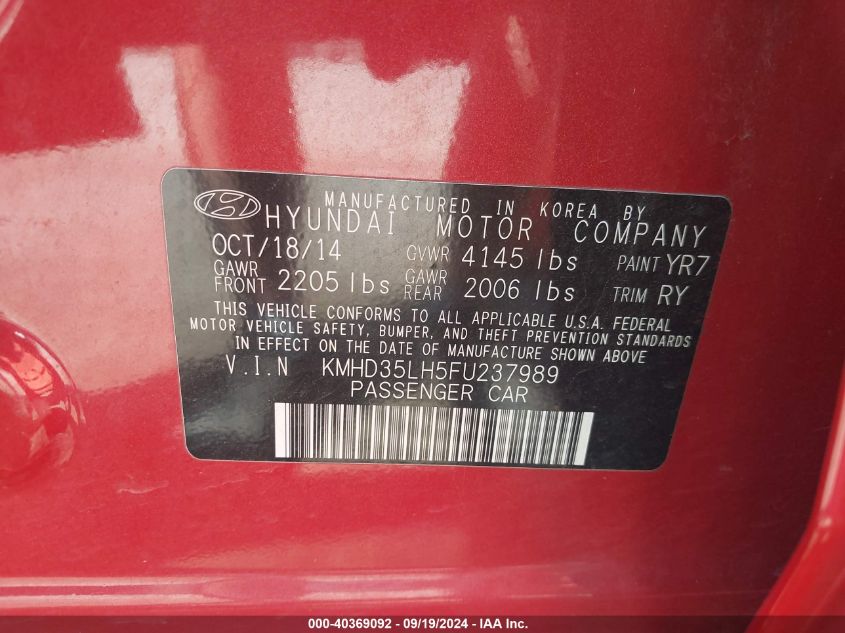 MANUFACTURED IN KOREA BY
HYUNDAI MOTOR COMPANY
OCT/18/14 GVWR 4145 lbs PAINT YR7
GAWR FRONT 2205 lbs GAWR REAR 2006 lbs TRIM RY
THIS VEHICLE CONFORMS TO ALL APPLICABLE U.S.A. FEDERAL
MOTOR VEHICLE SAFETY, BUMPER, AND THEFT PREVENTION STANDARDS
IN EFFECT ON THE DATE OF MANUFACTURE SHOWN ABOVE
V.I.N KMHD35LH5FU237989
PASSENGER CAR
000-40369092 - 09/19/2024 - IAA Inc.